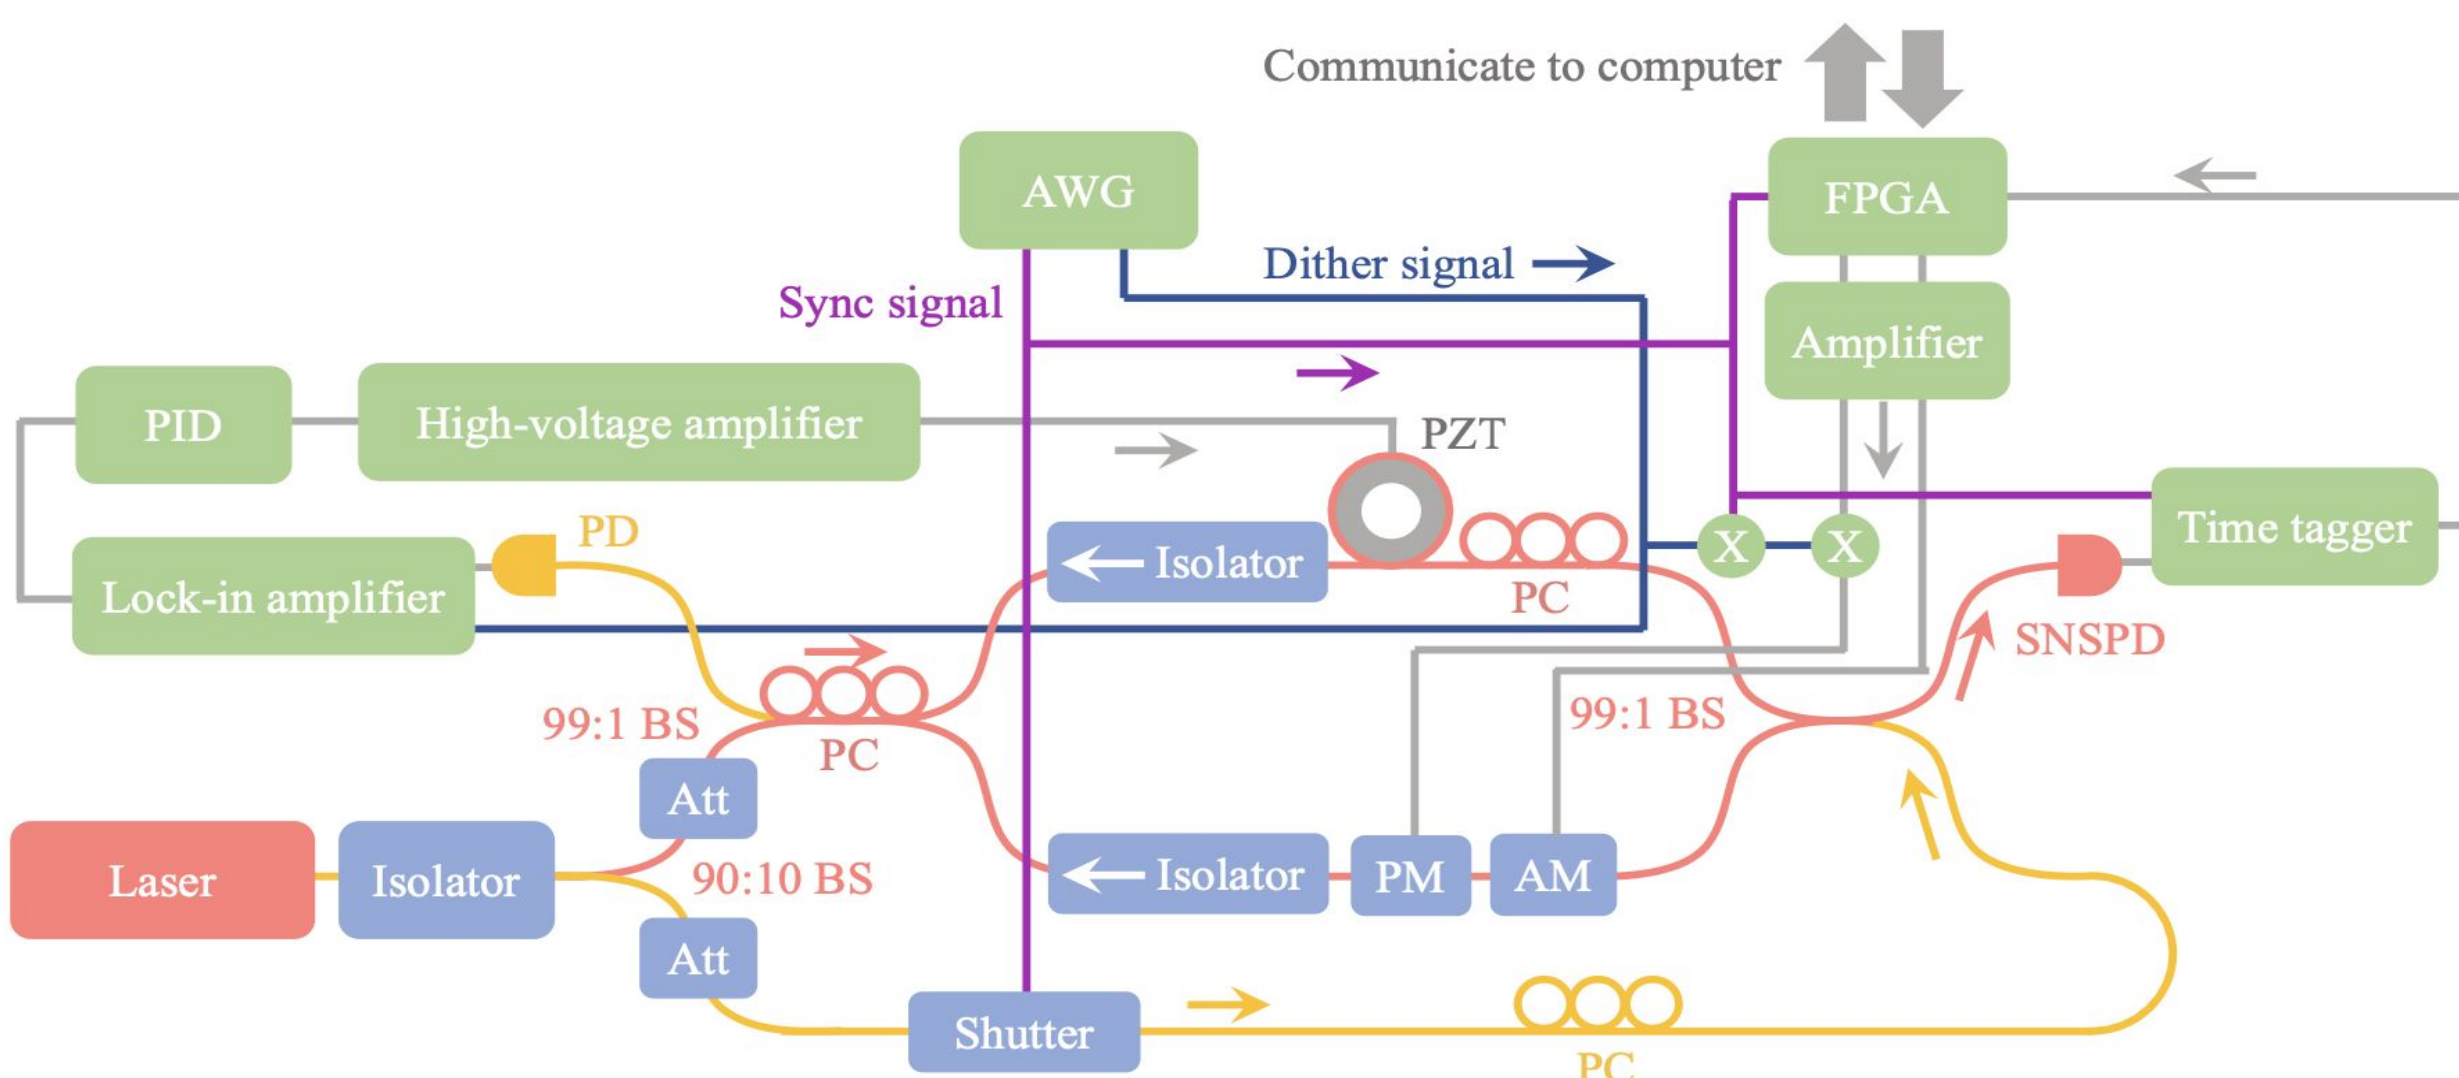 Communicate to computer
AWG
FPGA
Dither signal
Sync signal
Amplifier
PID
High-voltage amplifier
PZT
PD
Time tagger
X
X
Isolator
Lock-in amplifier
PC
SNSPD
99:1 BS
99:1 BS
PC
Att
Laser
Isolator
90:10 BS
Isolator
PM
AM
Att
Shutter
PC